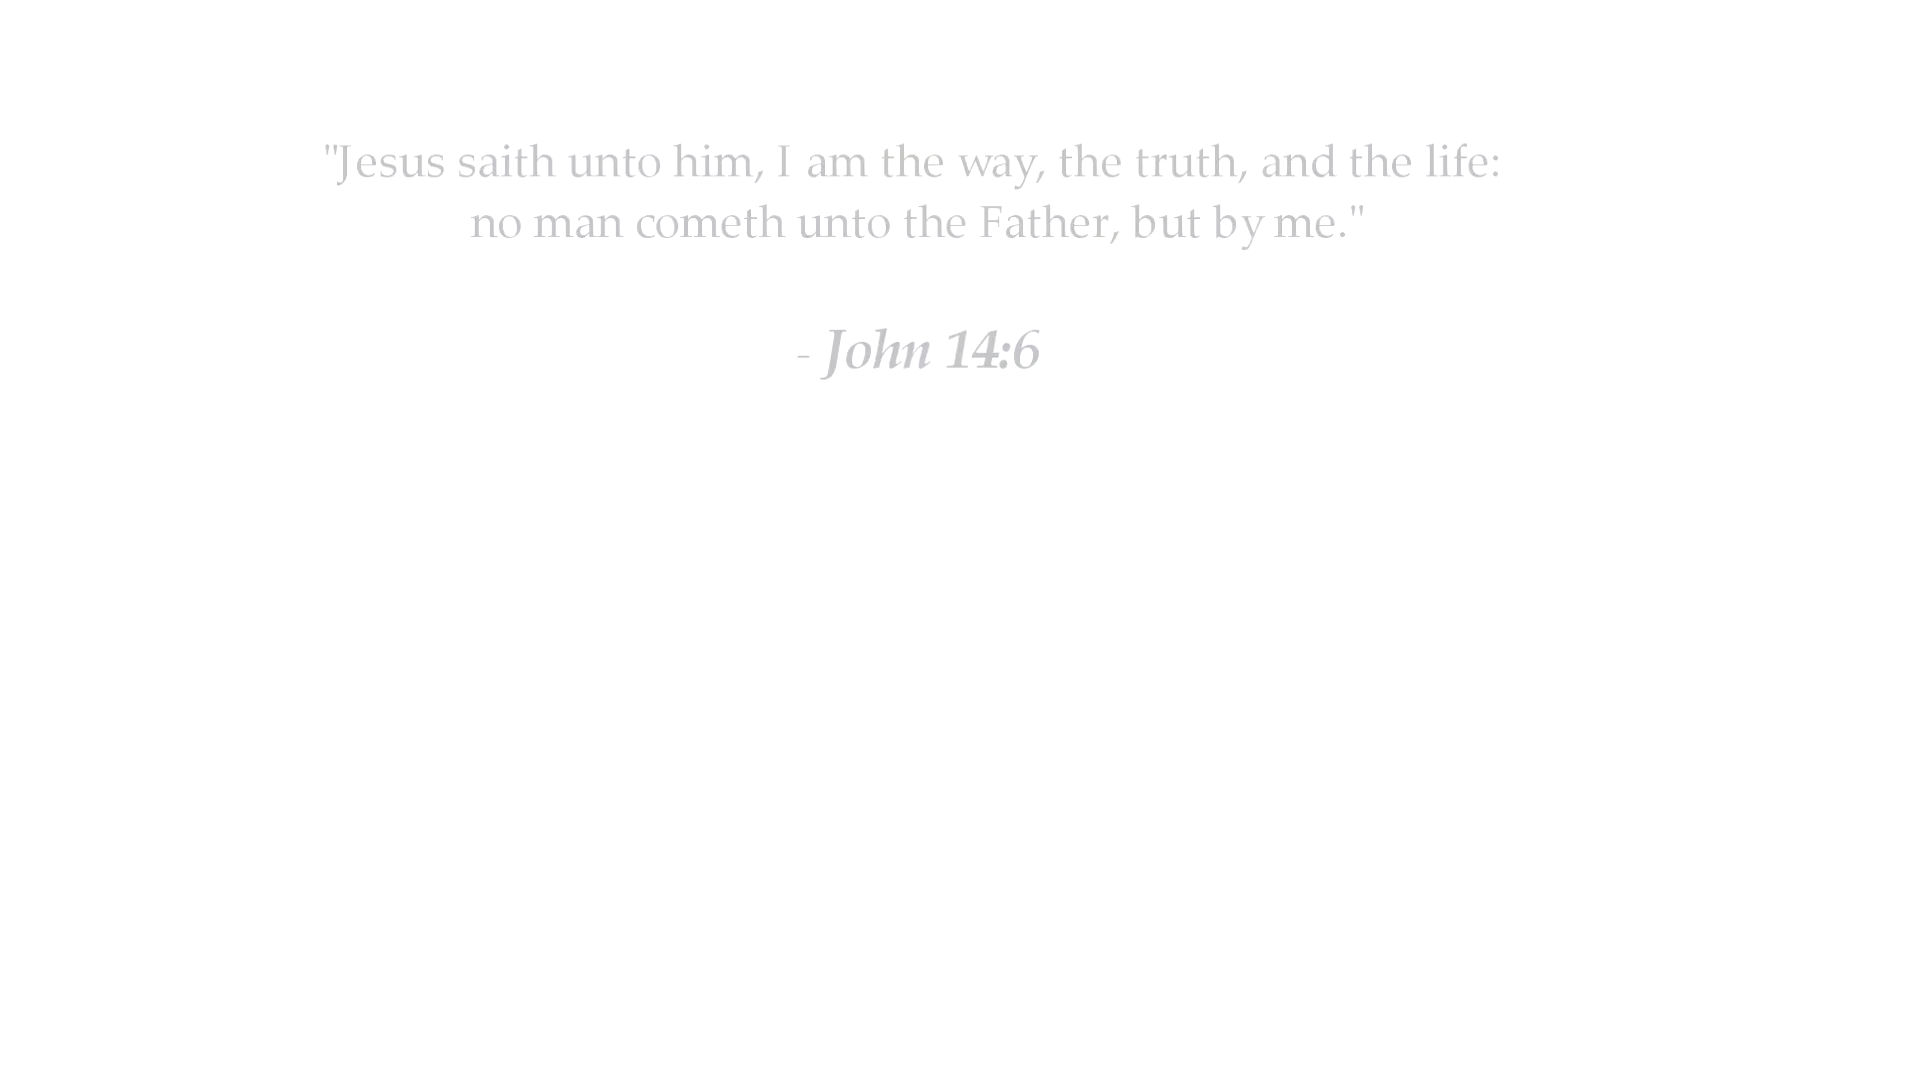 "Jesus saith unto him, I am the way, the truth, and the life:
no man cometh unto the Father, but by me."
- John 14:6